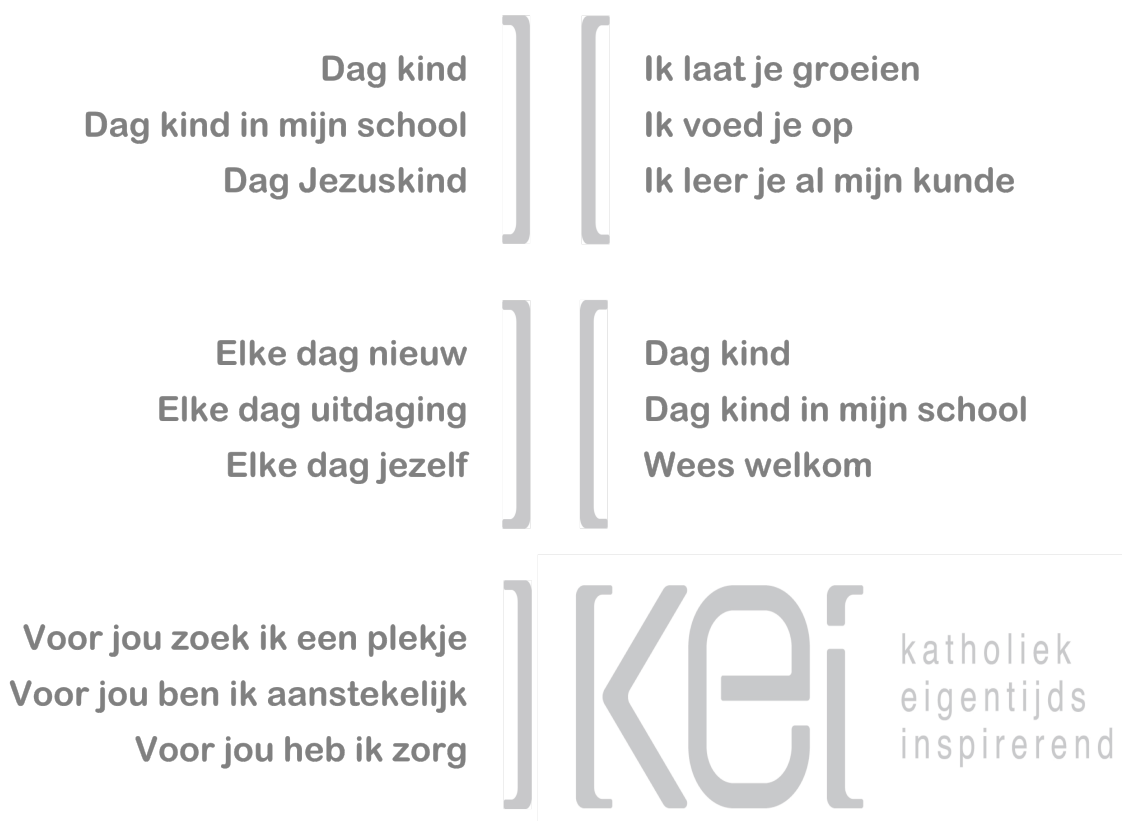 Dag kind
Dag kind in mijn school
Dag Jezuskind
Ik laat je groeien
Ik voed je op
Ik leer je al mijn kunde
Elke dag nieuw
Elke dag uitdaging
Elke dag jezelf
Dag kind
Dag kind in mijn school
Wees welkom
Voor jou zoek ik een plekje
Voor jou ben ik aanstekelijk
Voor jou heb ik zorg
kei
katholiek
eigentijds
inspirerend